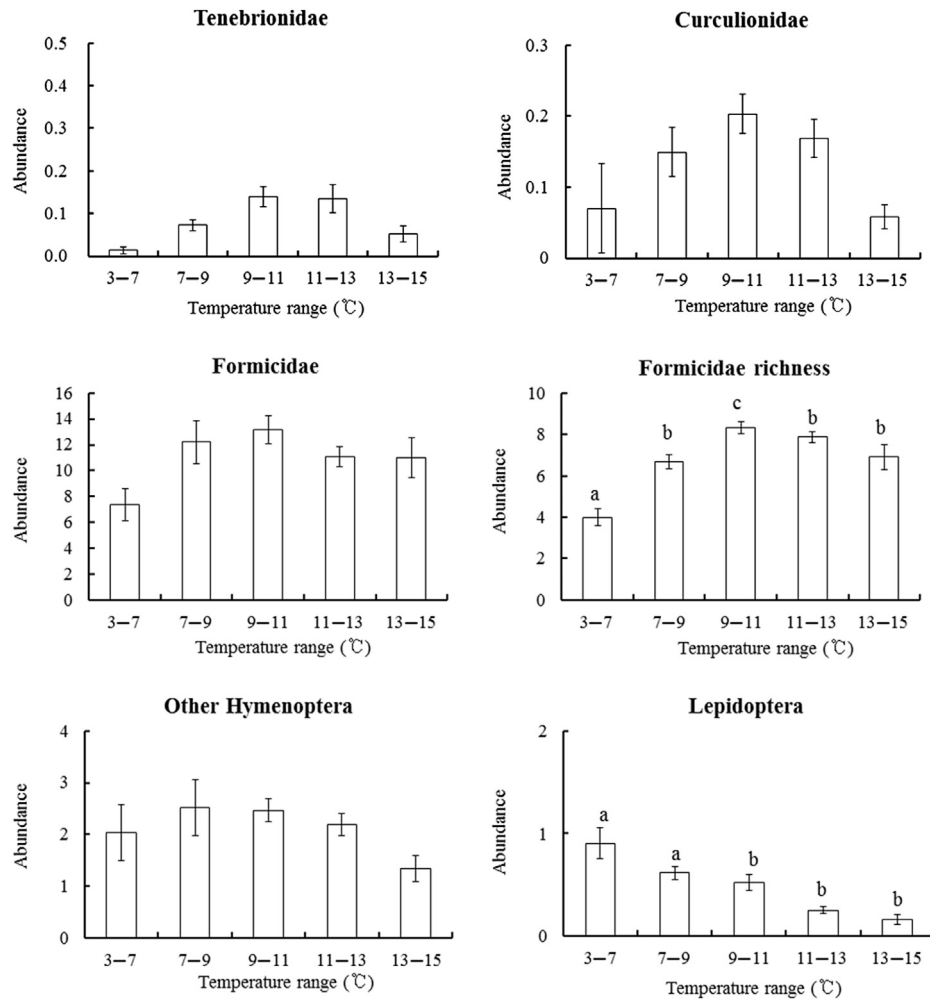 Tenebrionidae
0.5
0.4
0.3
0.2
0.1
0.0
Abundance
3−7 7−9 9−11 11−13 13−15
Temperature range (℃)
Curculionidae
0.3
0.2
0.1
0
Abundance
3−7 7−9 9−11 11−13 13−15
Temperature range (℃)
Formicidae
16
14
12
10
8
6
4
2
0
Abundance
3−7 7−9 9−11 11−13 13−15
Temperature range (℃)
Formicidae richness
10
8
6
4
2
0
Abundance
a b c b b
3−7 7−9 9−11 11−13 13−15
Temperature range (℃)
Other Hymenoptera
4
3
2
1
0
Abundance
3−7 7−9 9−11 11−13 13−15
Temperature range (℃)
Lepidoptera
2
1
0
Abundance
a a b b b
3−7 7−9 9−11 11−13 13−15
Temperature range (℃)